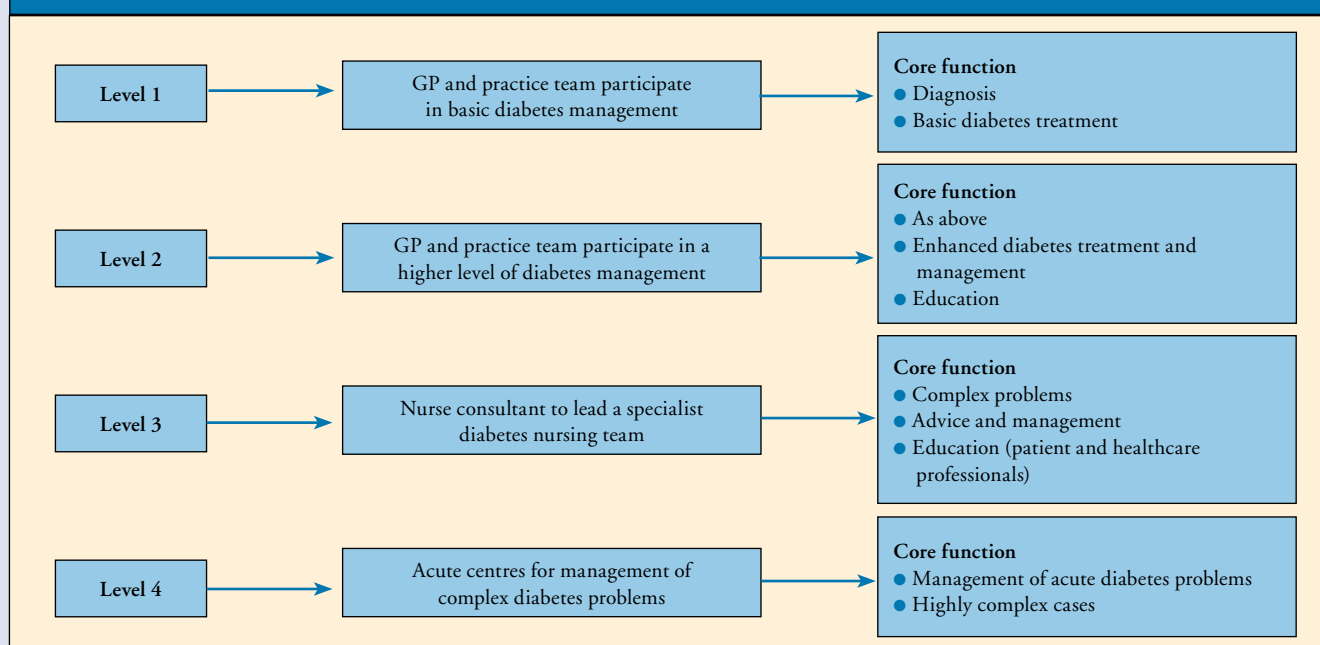 Level 1
GP and practice team participate
in basic diabetes management
Core function
● Diagnosis
● Basic diabetes treatment
Level 2
GP and practice team participate in a
higher level of diabetes management
Core function
● As above
● Enhanced diabetes treatment and
management
● Education
Level 3
Nurse consultant to lead a specialist
diabetes nursing team
Core function
● Complex problems
● Advice and management
● Education (patient and healthcare
professionals)
Level 4
Acute centres for management of
complex diabetes problems
Core function
● Management of acute diabetes problems
● Highly complex cases